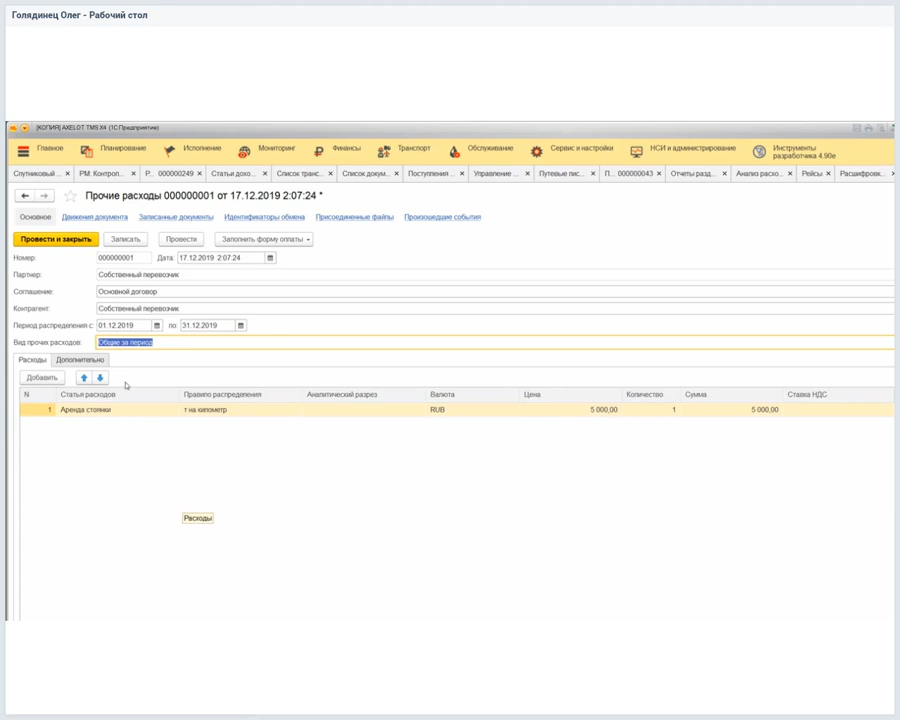 Голядинец Олег - Рабочий стол
[КОПИЯ] AXELOT TMS X4 (1С:Предприятие)
Главное Планирование Исполнение Мониторинг Финансы Транспорт Обслуживание Сервис и настройки НСИ и администрирование Инструменты разработчика 4.90e
Спутниковый ... × РМ: Контрол... × Р... 000000249 × Статьи дохо... × Список транс... × Список докум... × Поступления ... × Управление ... × Путевые лис... × П... 000000043 × Отчеты разд... × Анализ расхо... × Рейсы × Расшифровк...
Прочие расходы 000000001 от 17.12.2019 2:07:24 *
Основное Движения документа Записанные документы Идентификаторы обмена Присоединенные файлы Произошедшие события
Провести и закрыть Записать Провести Заполнить форму оплаты
Номер: 000000001 Дата: 17.12.2019 2:07:24
Партнер: Собственный перевозчик
Соглашение: Основной договор
Контрагент: Собственный перевозчик
Период распределения с: 01.12.2019 по: 31.12.2019
Вид прочих расходов: Общие за период
Расходы Дополнительно
Добавить
N Статья расходов Правило распределения Аналитический разрез Валюта Цена Количество Сумма Ставка НДС
1 Аренда стоянки т на километр RUB 5 000,00 1 5 000,00
Расходы